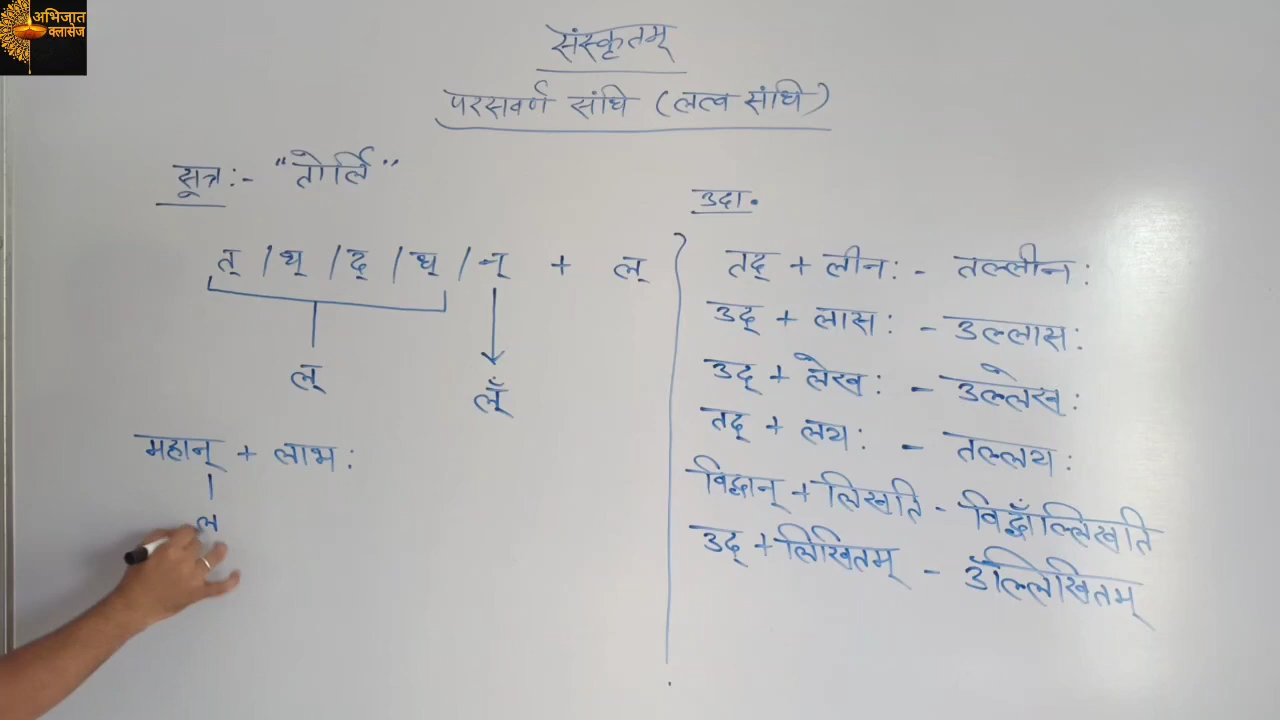 अभिजात
क्लासेज
संस्कृतम्
परसवर्ण संधि (लत्व संधि)
सूत्र :- "तोर्लि"
त् / थ् / द् / ध् / न् + ल्
ल्
ल्ँ
महान् + लाभः
ल
उदा.
तद् + लीनः - तल्लीनः
उद् + लासः - उल्लासः
उद् + लेखः - उल्लेखः
तद् + लयः - तल्लयः
विद्वान् + लिखति - विद्वाँल्लिखति
उद् + लिखितम् - उँल्लिखितम्